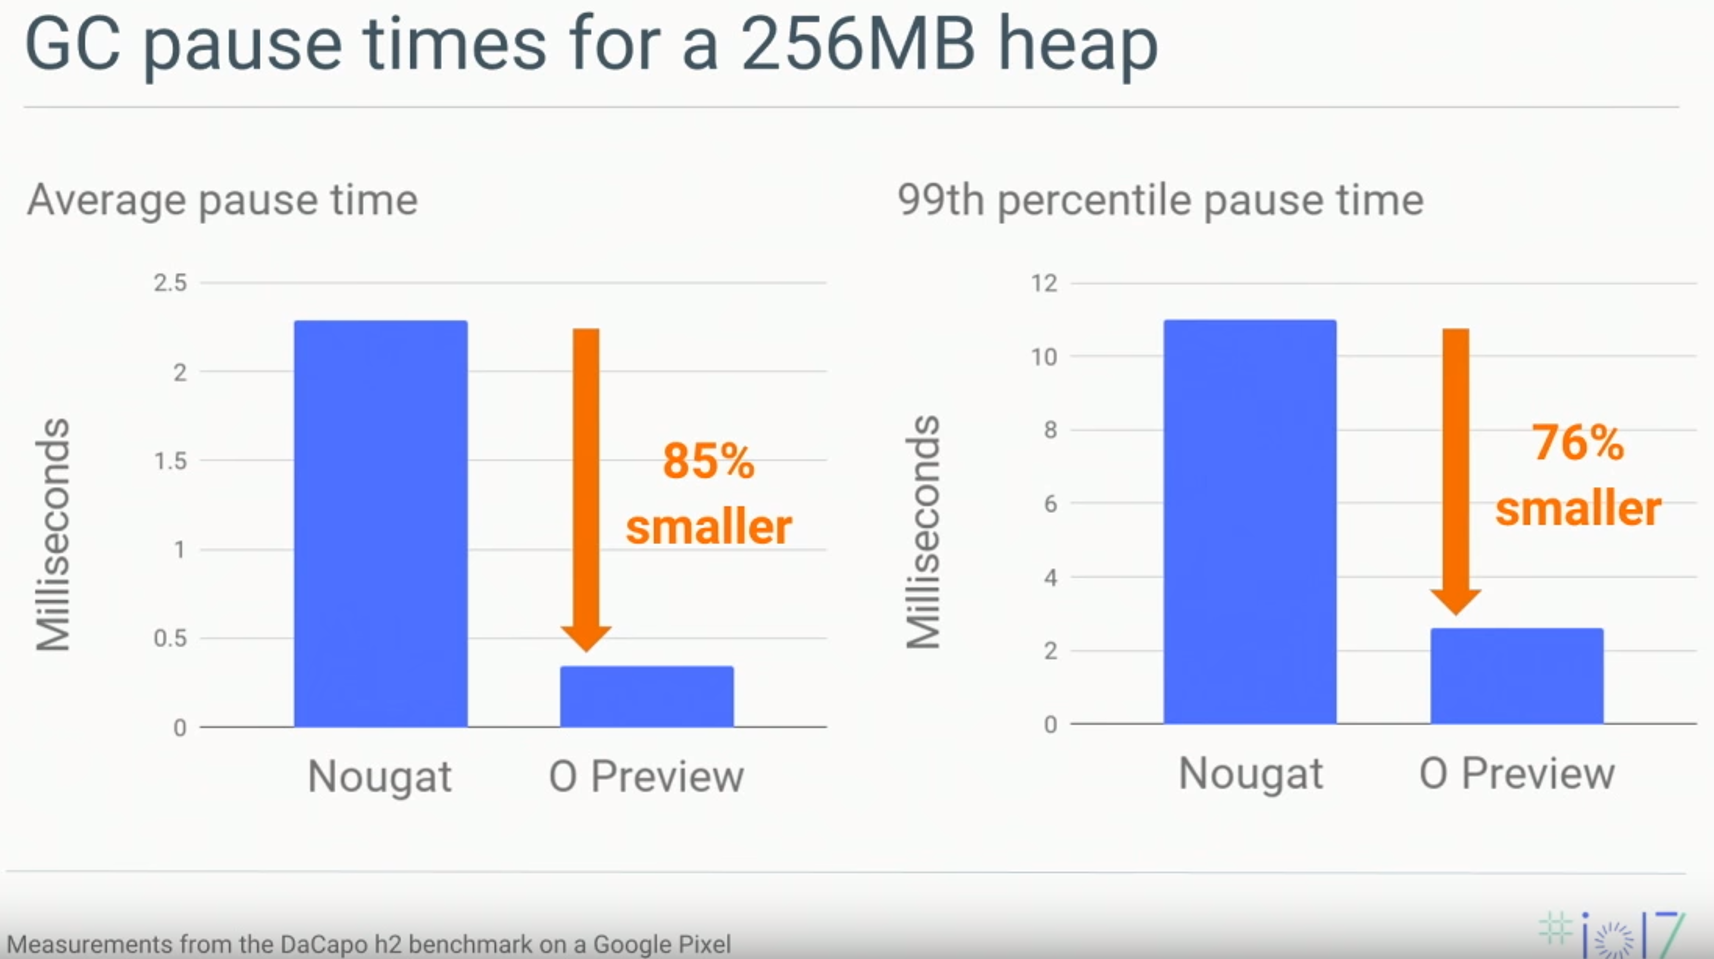 GC pause times for a 256MB heap
Average pause time
Milliseconds
2.5
2
1.5
1
0.5
0
85%
smaller
Nougat
O Preview
99th percentile pause time
Milliseconds
12
10
8
6
4
2
0
76%
smaller
Nougat
O Preview
Measurements from the DaCapo h2 benchmark on a Google Pixel
#io17